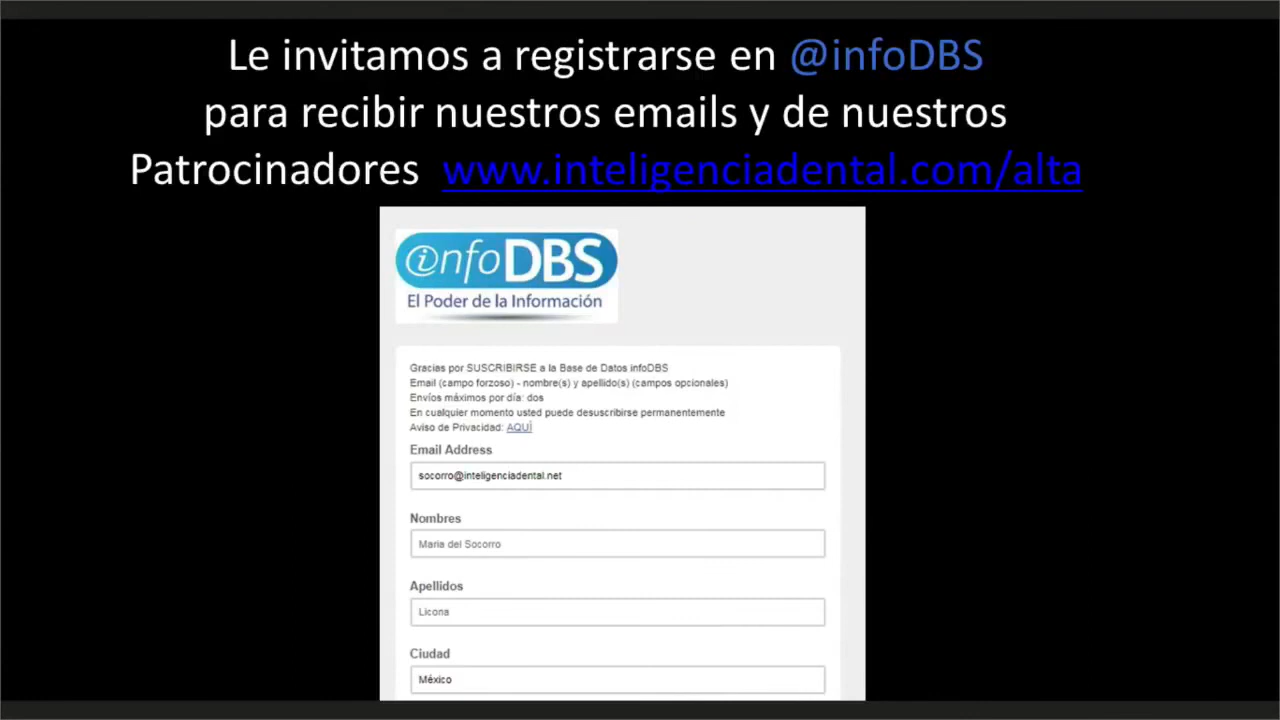 Le invitamos a registrarse en @infoDBS
para recibir nuestros emails y de nuestros
Patrocinadores www.inteligenciadental.com/alta
infoDBS
El Poder de la Información
Gracias por SUSCRIBIRSE a la Base de Datos infoDBS
Email (campo forzoso) - nombre(s) y apellido(s) (campos opcionales)
Envíos máximos por día: dos
En cualquier momento usted puede desuscribirse permanentemente
Aviso de Privacidad: AQUÍ
Email Address
socorro@inteligenciadental.net
Nombres
Maria del Socorro
Apellidos
Licona
Ciudad
México